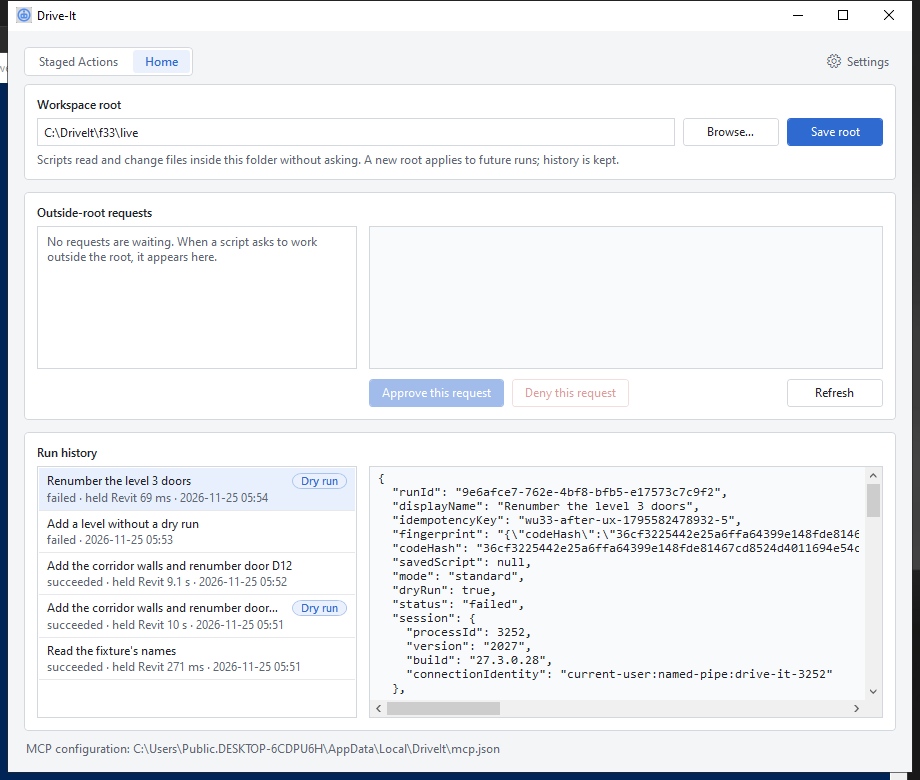 Drive-It
Staged Actions
Home
Settings
Workspace root
C:\DriveIt\f33\live
Browse...
Save root
Scripts read and change files inside this folder without asking. A new root applies to future runs; history is kept.
Outside-root requests
No requests are waiting. When a script asks to work
outside the root, it appears here.
Approve this request
Deny this request
Refresh
Run history
Renumber the level 3 doors
Dry run
failed · held Revit 69 ms · 2026-11-25 05:54
Add a level without a dry run
failed · 2026-11-25 05:53
Add the corridor walls and renumber door D12
succeeded · held Revit 9.1 s · 2026-11-25 05:52
Add the corridor walls and renumber door...
Dry run
succeeded · held Revit 10 s · 2026-11-25 05:51
Read the fixture's names
succeeded · held Revit 271 ms · 2026-11-25 05:51
{
"runId": "9e6afce7-762e-4bf8-bfb5-e17573c7c9f2",
"displayName": "Renumber the level 3 doors",
"idempotencyKey": "wu33-after-ux-1795582478932-5",
"fingerprint": "{\"codeHash\":\"36cf3225442e25a6ffa64399e148fde8146
"codeHash": "36cf3225442e25a6ffa64399e148fde81467cd8524d4011694e54c
"savedScript": null,
"mode": "standard",
"dryRun": true,
"status": "failed",
"session": {
"processId": 3252,
"version": "2027",
"build": "27.3.0.28",
"connectionIdentity": "current-user:named-pipe:drive-it-3252"
},
MCP configuration: C:\Users\Public.DESKTOP-6CDPU6H\AppData\Local\DriveIt\mcp.json